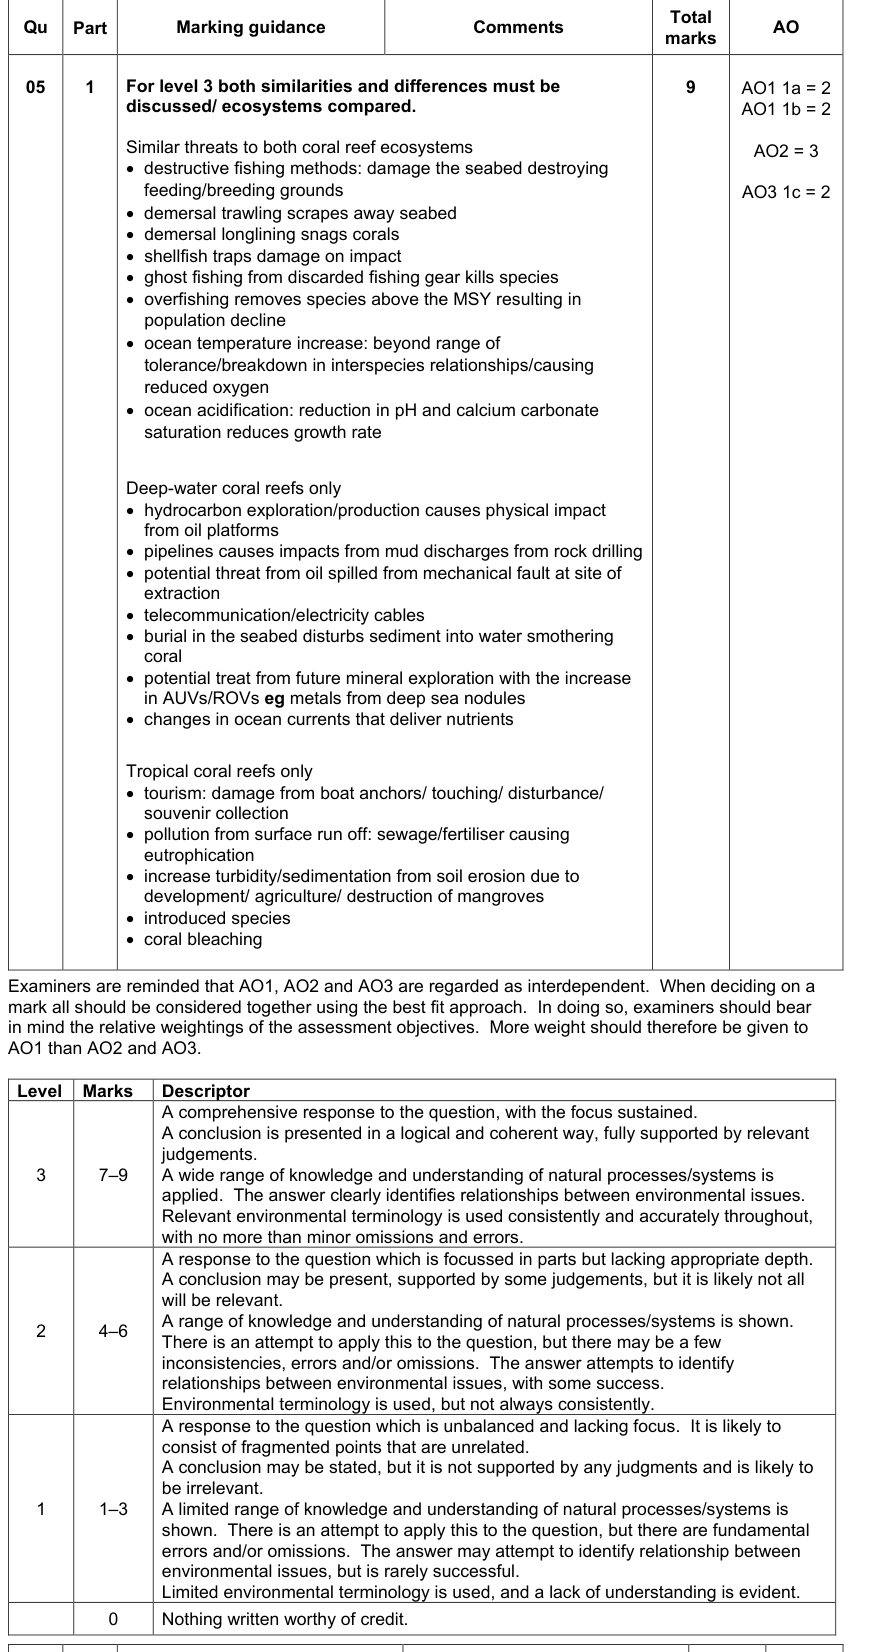 Qu Part Marking guidance Comments Total marks AO
05 1 For level 3 both similarities and differences must be 9 AO1 1a = 2
discussed/ ecosystems compared. AO1 1b = 2
Similar threats to both coral reef ecosystems AO2 = 3
• destructive fishing methods: damage the seabed destroying
feeding/breeding grounds AO3 1c = 2
• demersal trawling scrapes away seabed
• demersal longlining snags corals
• shellfish traps damage on impact
• ghost fishing from discarded fishing gear kills species
• overfishing removes species above the MSY resulting in
population decline
• ocean temperature increase: beyond range of
tolerance/breakdown in interspecies relationships/causing
reduced oxygen
• ocean acidification: reduction in pH and calcium carbonate
saturation reduces growth rate
Deep-water coral reefs only
• hydrocarbon exploration/production causes physical impact
from oil platforms
• pipelines causes impacts from mud discharges from rock drilling
• potential threat from oil spilled from mechanical fault at site of
extraction
• telecommunication/electricity cables
• burial in the seabed disturbs sediment into water smothering
coral
• potential treat from future mineral exploration with the increase
in AUVs/ROVs eg metals from deep sea nodules
• changes in ocean currents that deliver nutrients
Tropical coral reefs only
• tourism: damage from boat anchors/ touching/ disturbance/
souvenir collection
• pollution from surface run off: sewage/fertiliser causing
eutrophication
• increase turbidity/sedimentation from soil erosion due to
development/ agriculture/ destruction of mangroves
• introduced species
• coral bleaching
Examiners are reminded that AO1, AO2 and AO3 are regarded as interdependent. When deciding on a
mark all should be considered together using the best fit approach. In doing so, examiners should bear
in mind the relative weightings of the assessment objectives. More weight should therefore be given to
AO1 than AO2 and AO3.
Level Marks Descriptor
A comprehensive response to the question, with the focus sustained.
A conclusion is presented in a logical and coherent way, fully supported by relevant
judgements.
3 7–9 A wide range of knowledge and understanding of natural processes/systems is
applied. The answer clearly identifies relationships between environmental issues.
Relevant environmental terminology is used consistently and accurately throughout,
with no more than minor omissions and errors.
A response to the question which is focussed in parts but lacking appropriate depth.
A conclusion may be present, supported by some judgements, but it is likely not all
will be relevant.
2 4–6 A range of knowledge and understanding of natural processes/systems is shown.
There is an attempt to apply this to the question, but there may be a few
inconsistencies, errors and/or omissions. The answer attempts to identify
relationships between environmental issues, with some success.
Environmental terminology is used, but not always consistently.
A response to the question which is unbalanced and lacking focus. It is likely to
consist of fragmented points that are unrelated.
A conclusion may be stated, but it is not supported by any judgments and is likely to
be irrelevant.
1 1–3 A limited range of knowledge and understanding of natural processes/systems is
shown. There is an attempt to apply this to the question, but there are fundamental
errors and/or omissions. The answer may attempt to identify relationship between
environmental issues, but is rarely successful.
Limited environmental terminology is used, and a lack of understanding is evident.
0 Nothing written worthy of credit.